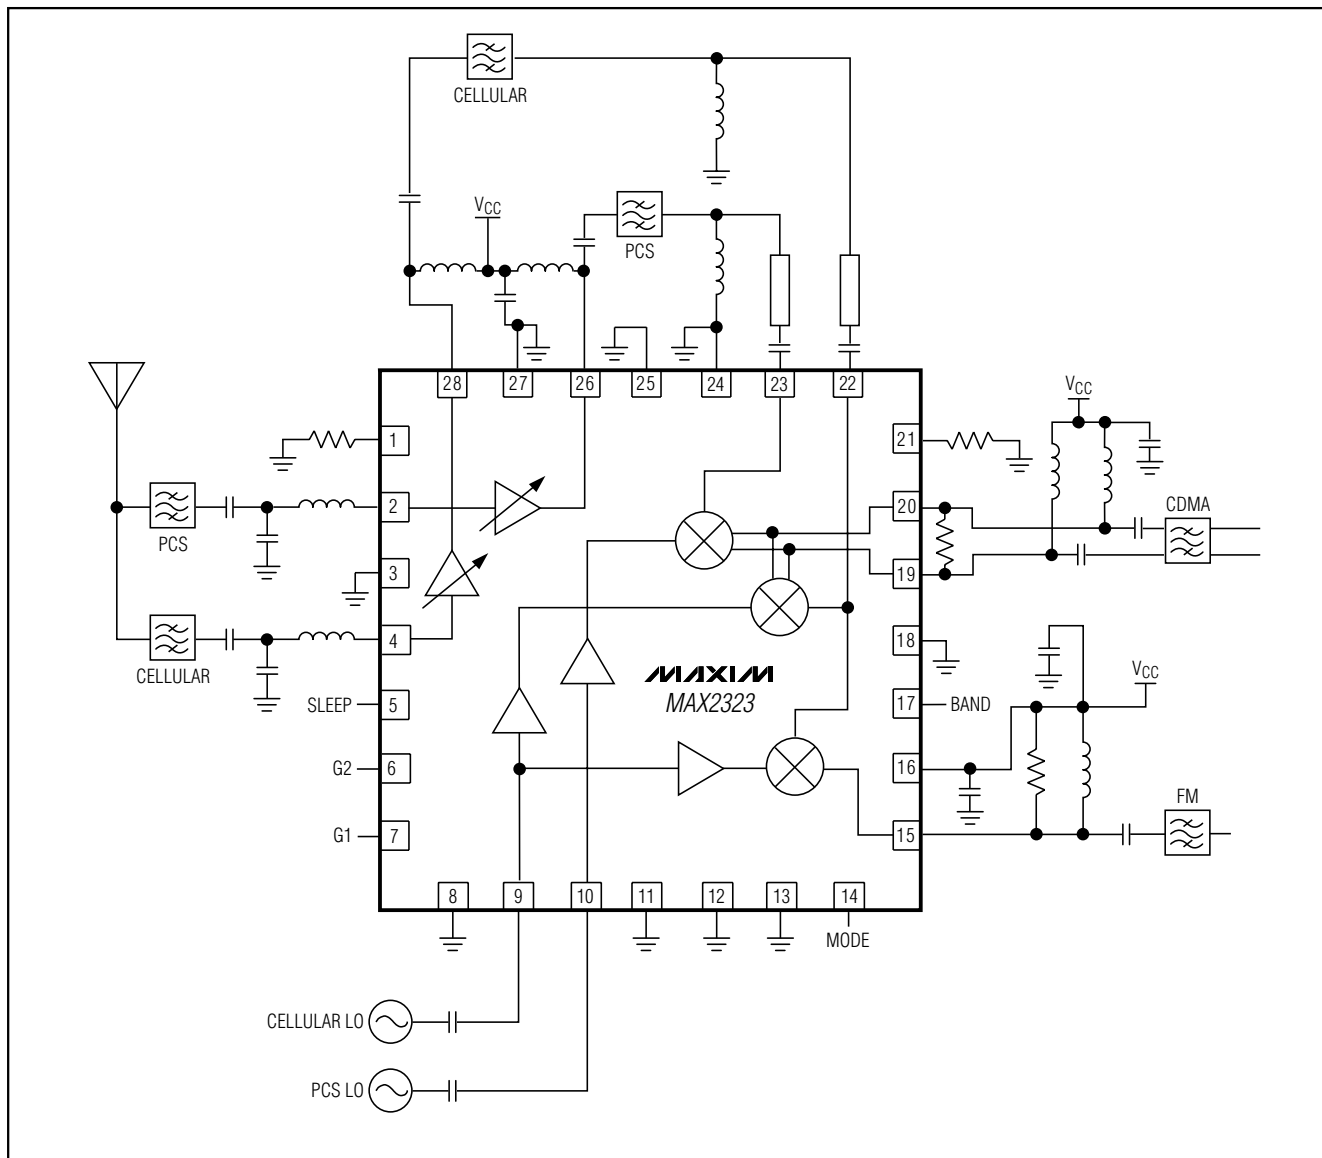 CELLULAR
VCC
PCS
28
27
26
25
24
23
22
VCC
1
21
2
20
CDMA
PCS
3
19
4
18
CELLULAR
MAXIM
MAX2323
VCC
SLEEP
5
17
BAND
G2
6
16
FM
G1
7
15
8
9
10
11
12
13
14
MODE
CELLULAR LO
PCS LO